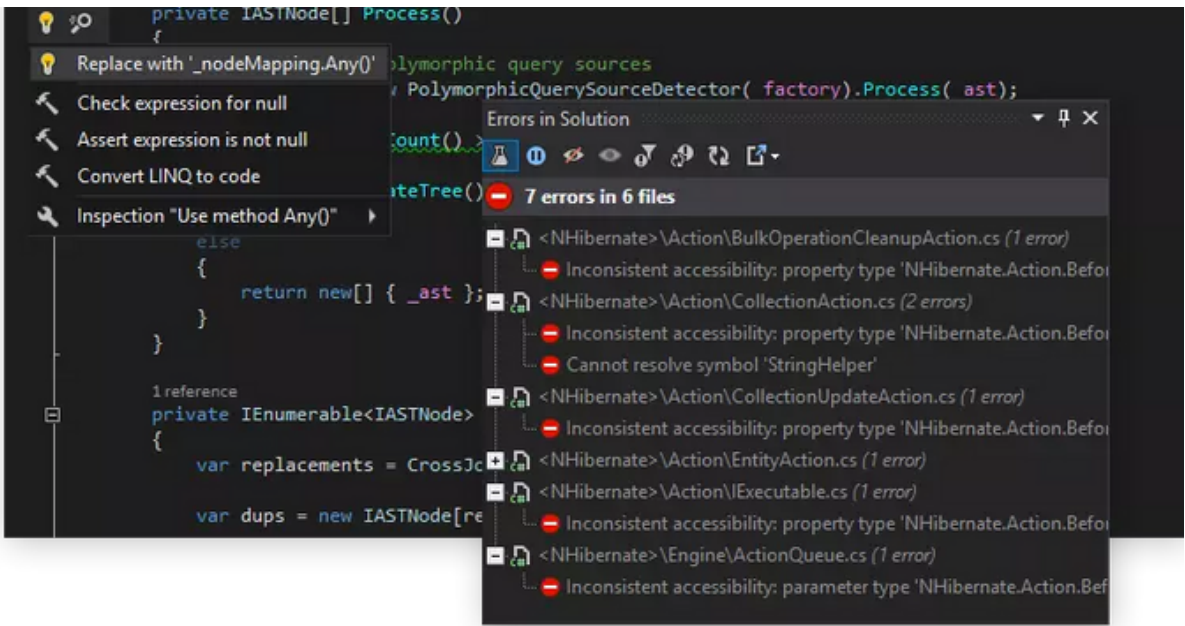 private IASTNode[] Process()
{
Replace with '_nodeMapping.Any()'
Check expression for null
Assert expression is not null
Convert LINQ to code
Inspection "Use method Any()"
olymorphic query sources
PolymorphicQuerySourceDetector(_factory).Process(_ast);
Count() >
ateTree()
else
{
return new[] { _ast };
}
}
1 reference
private IEnumerable<IASTNode>
{
var replacements = CrossJo
var dups = new IASTNode[re
Errors in Solution
7 errors in 6 files
<NHibernate>\Action\BulkOperationCleanupAction.cs (1 error)
Inconsistent accessibility: property type 'NHibernate.Action.Befor
<NHibernate>\Action\CollectionAction.cs (2 errors)
Inconsistent accessibility: property type 'NHibernate.Action.Befor
Cannot resolve symbol 'StringHelper'
<NHibernate>\Action\CollectionUpdateAction.cs (1 error)
Inconsistent accessibility: property type 'NHibernate.Action.Befor
<NHibernate>\Action\EntityAction.cs (1 error)
<NHibernate>\Action\IExecutable.cs (1 error)
Inconsistent accessibility: property type 'NHibernate.Action.Befor
<NHibernate>\Engine\ActionQueue.cs (1 error)
Inconsistent accessibility: parameter type 'NHibernate.Action.Bef